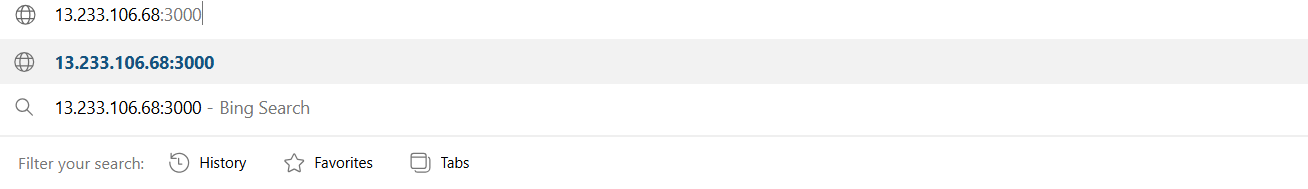 13.233.106.68:3000
13.233.106.68:3000
13.233.106.68:3000 - Bing Search
Filter your search: History Favorites Tabs